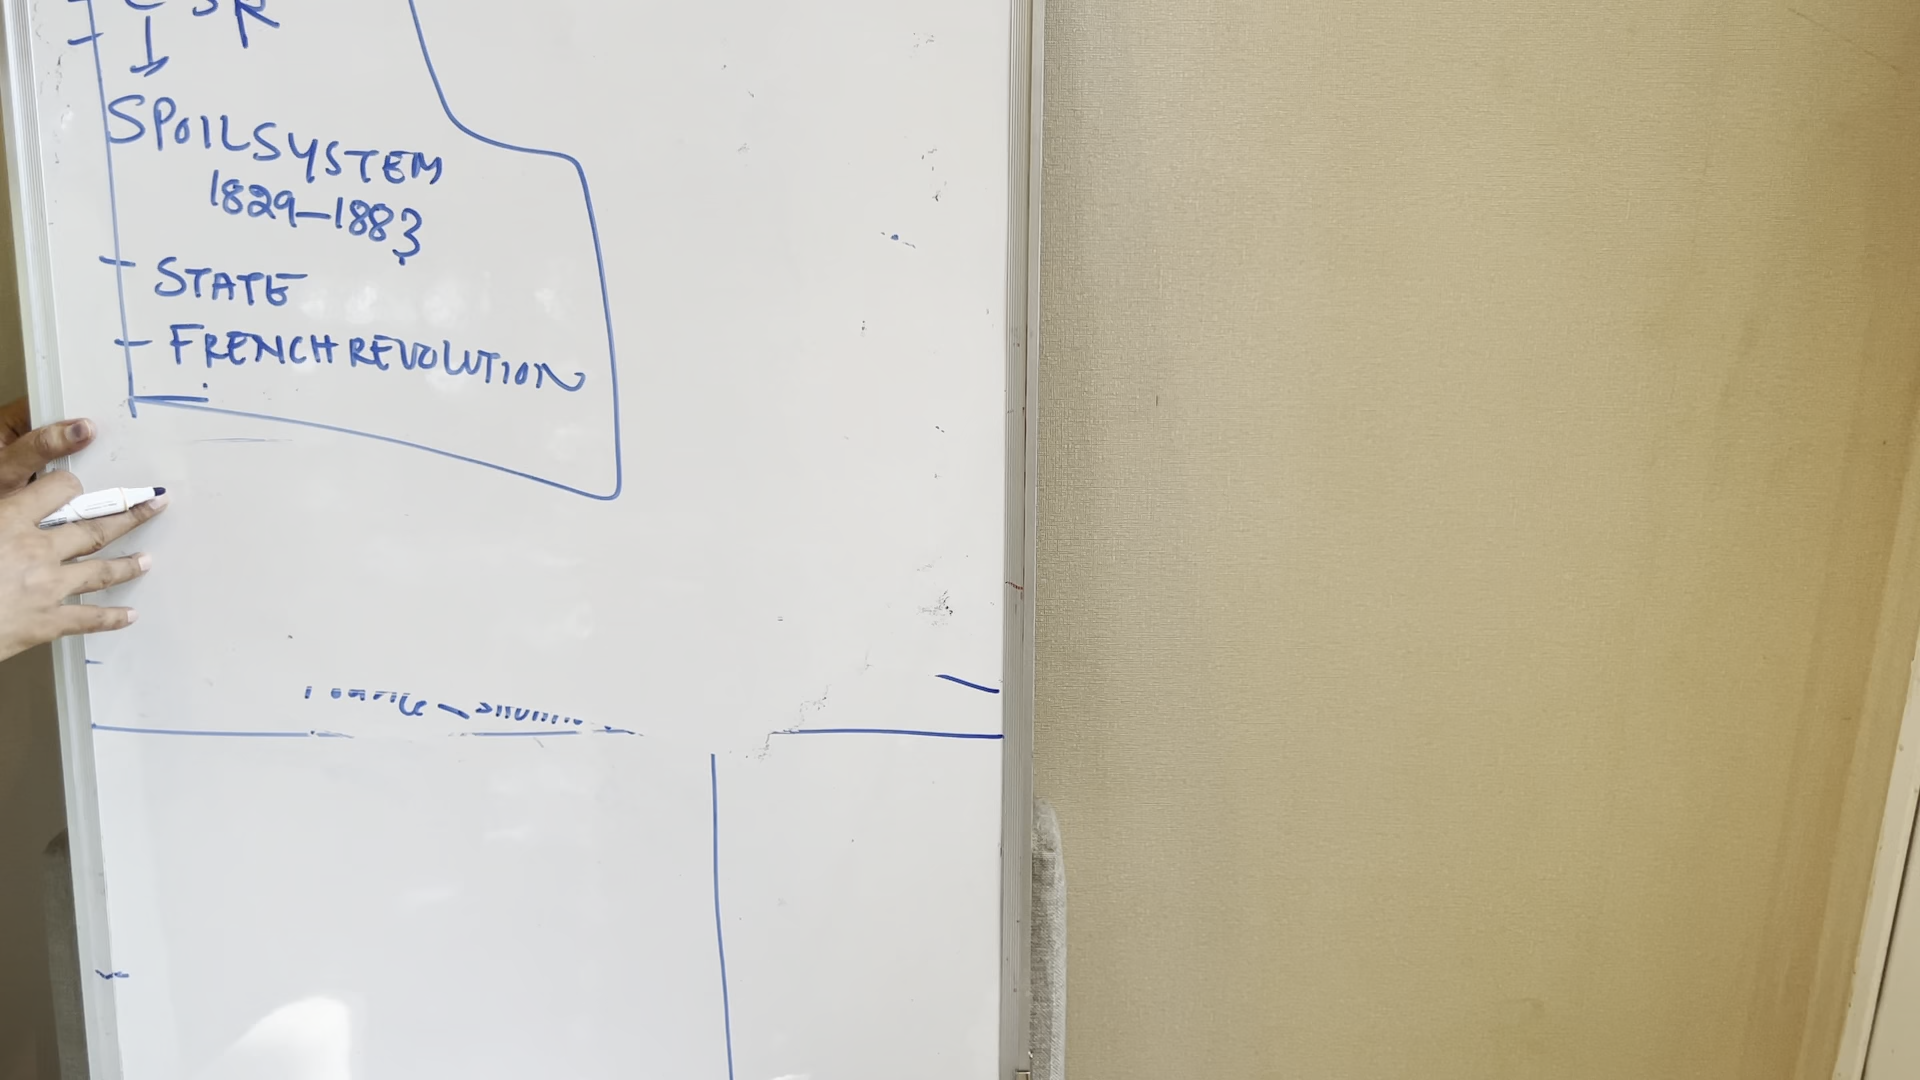 SPOIL SYSTEM
1829-1883
- STATE
- FRENCH REVOLUTION